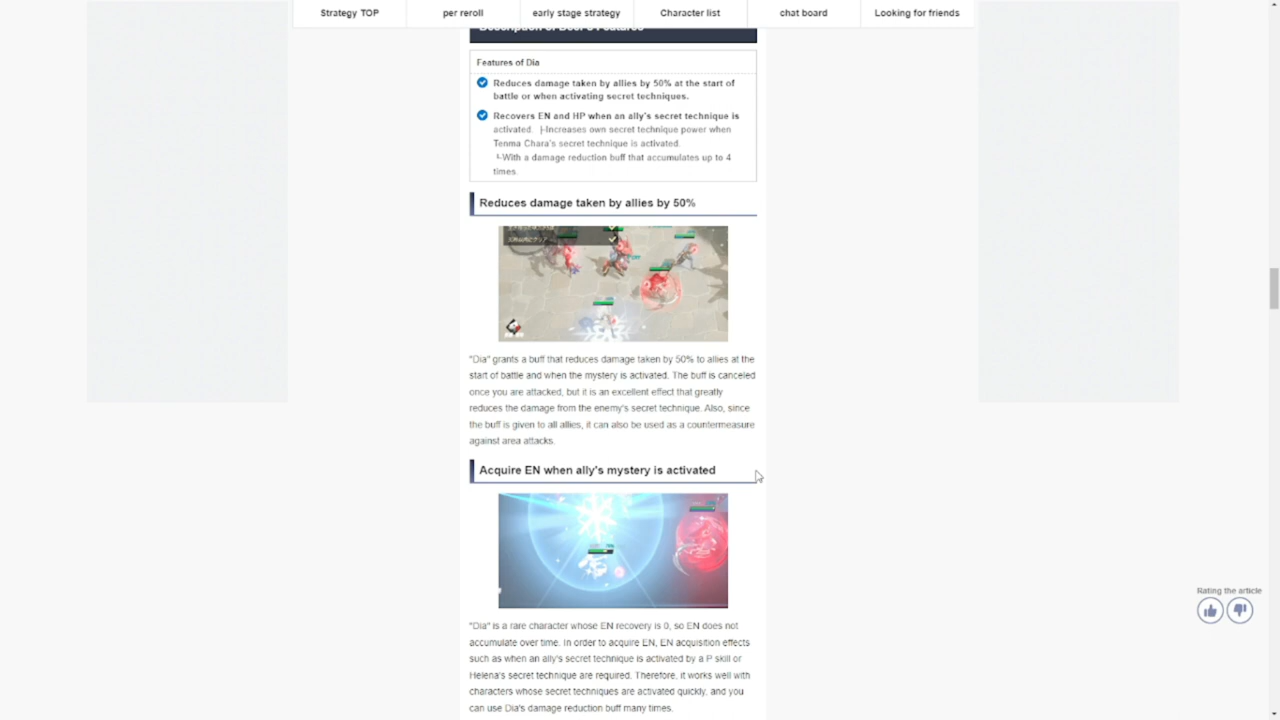 Strategy TOP
per reroll
early stage strategy
Character list
chat board
Looking for friends
Features of Dia
Reduces damage taken by allies by 50% at the start of
battle or when activating secret techniques.
Recovers EN and HP when an ally's secret technique is
activated. ├Increases own secret technique power when
Tenma Chara's secret technique is activated.
└With a damage reduction buff that accumulates up to 4
times.
Reduces damage taken by allies by 50%
"Dia" grants a buff that reduces damage taken by 50% to allies at the
start of battle and when the mystery is activated. The buff is canceled
once you are attacked, but it is an excellent effect that greatly
reduces the damage from the enemy's secret technique. Also, since
the buff is given to all allies, it can also be used as a countermeasure
against area attacks.
Acquire EN when ally's mystery is activated
"Dia" is a rare character whose EN recovery is 0, so EN does not
accumulate over time. In order to acquire EN, EN acquisition effects
such as when an ally's secret technique is activated by a P skill or
Helena's secret technique are required. Therefore, it works well with
characters whose secret techniques are activated quickly, and you
can use Dia's damage reduction buff many times.
Rating the article